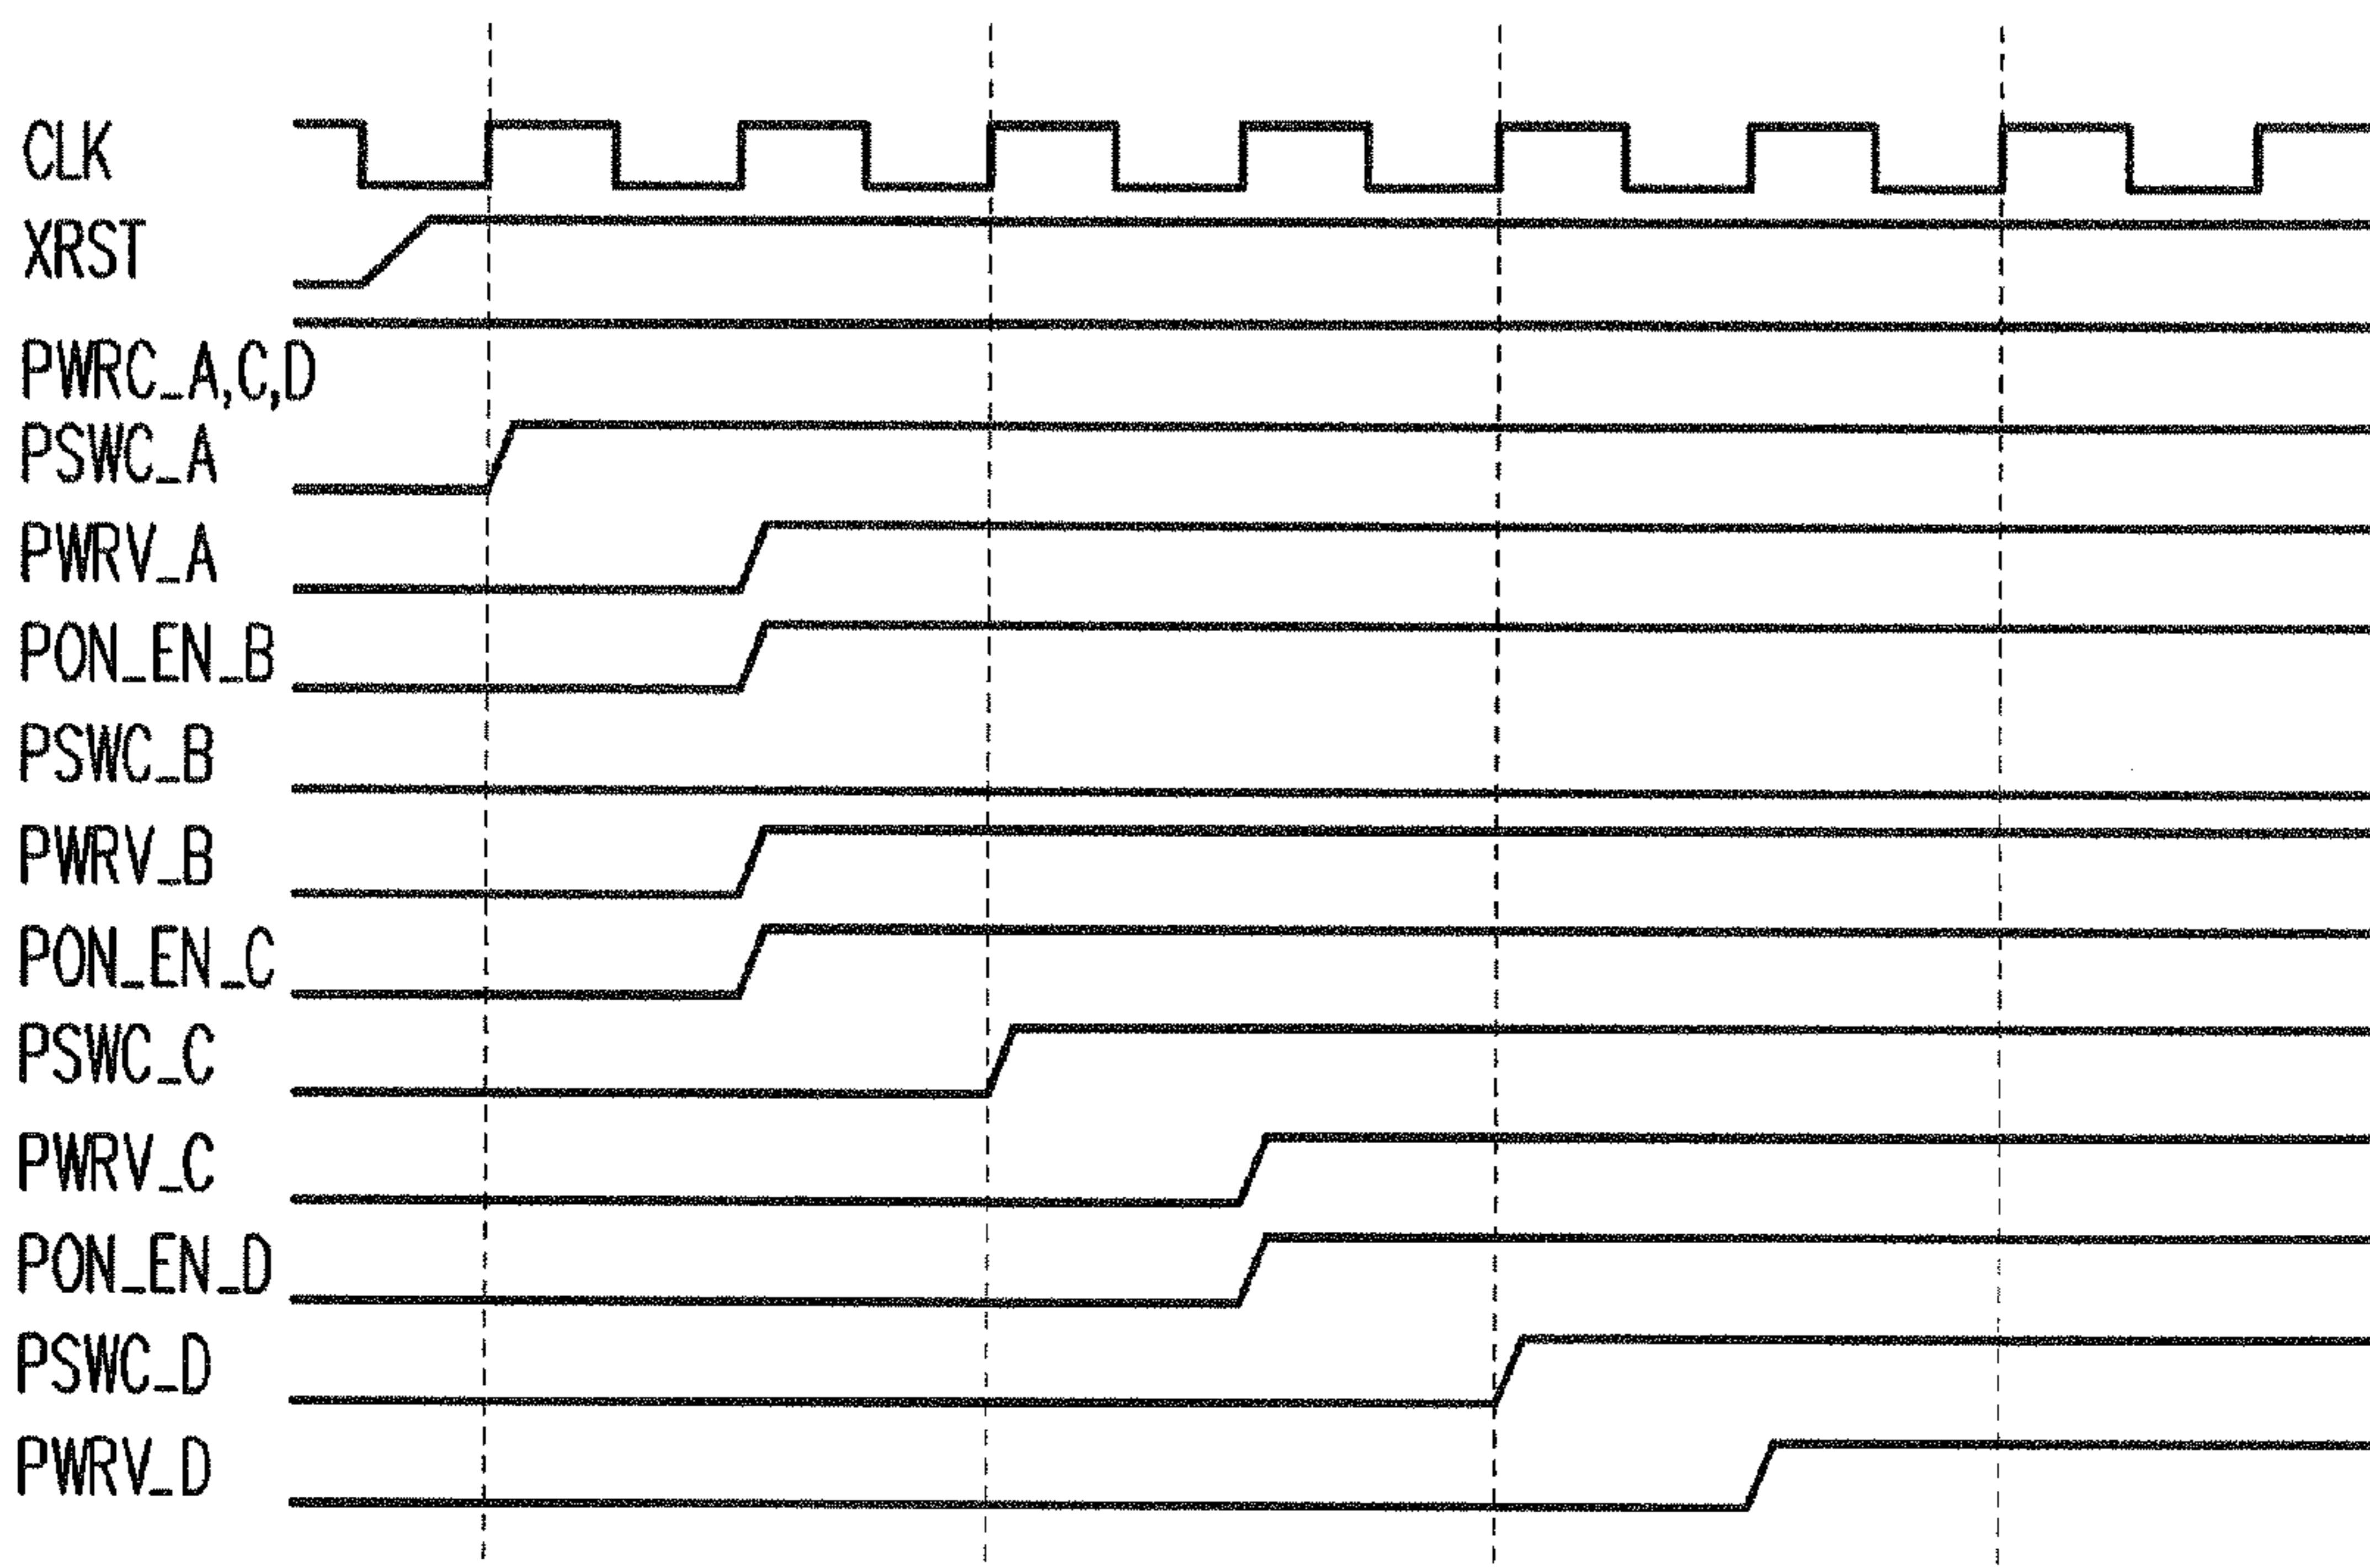 CLK
XRST
PWRC_A,C,D
PSWC_A
PWRV_A
PON_EN_B
PSWC_B
PWRV_B
PON_EN_C
PSWC_C
PWRV_C
PON_EN_D
PSWC_D
PWRV_D